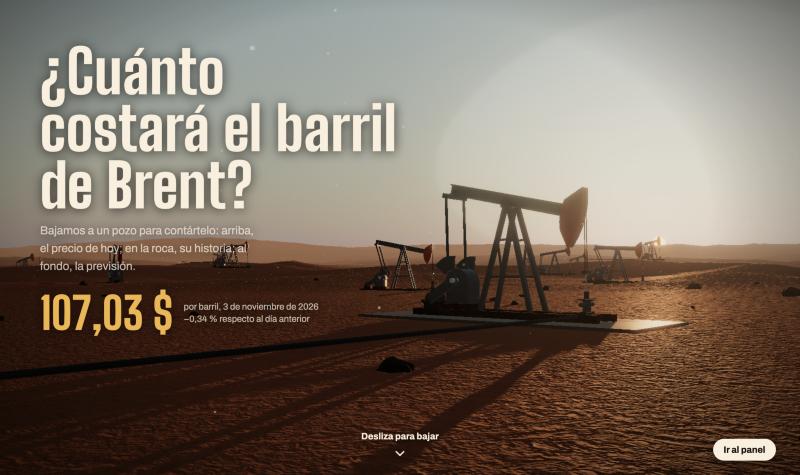 ¿Cuánto
costará el barril
de Brent?
Bajamos a un pozo para contártelo: arriba,
el precio de hoy; en la roca, su historia; al
fondo, la previsión.
107,03 $
por barril, 3 de noviembre de 2026
−0,34 % respecto al día anterior
Desliza para bajar
Ir al panel